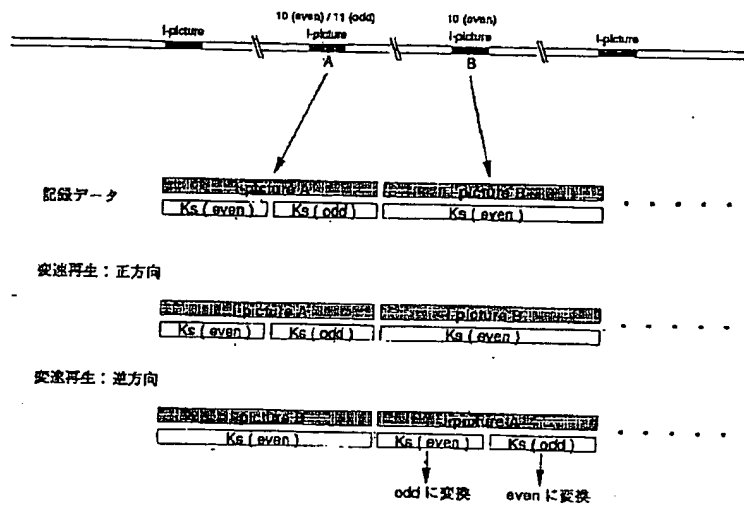 10 (even) / 11 (odd) 10 (even)
I-picture I-picture I-picture I-picture
A B
記録データ
I-picture A I-picture B
Ks ( even ) Ks ( odd ) Ks ( even )
変速再生：正方向
I-picture A I-picture B
Ks ( even ) Ks ( odd ) Ks ( even )
変速再生：逆方向
I-picture B I-picture A
Ks ( even ) Ks ( even ) Ks ( odd )
odd に変換 even に変換